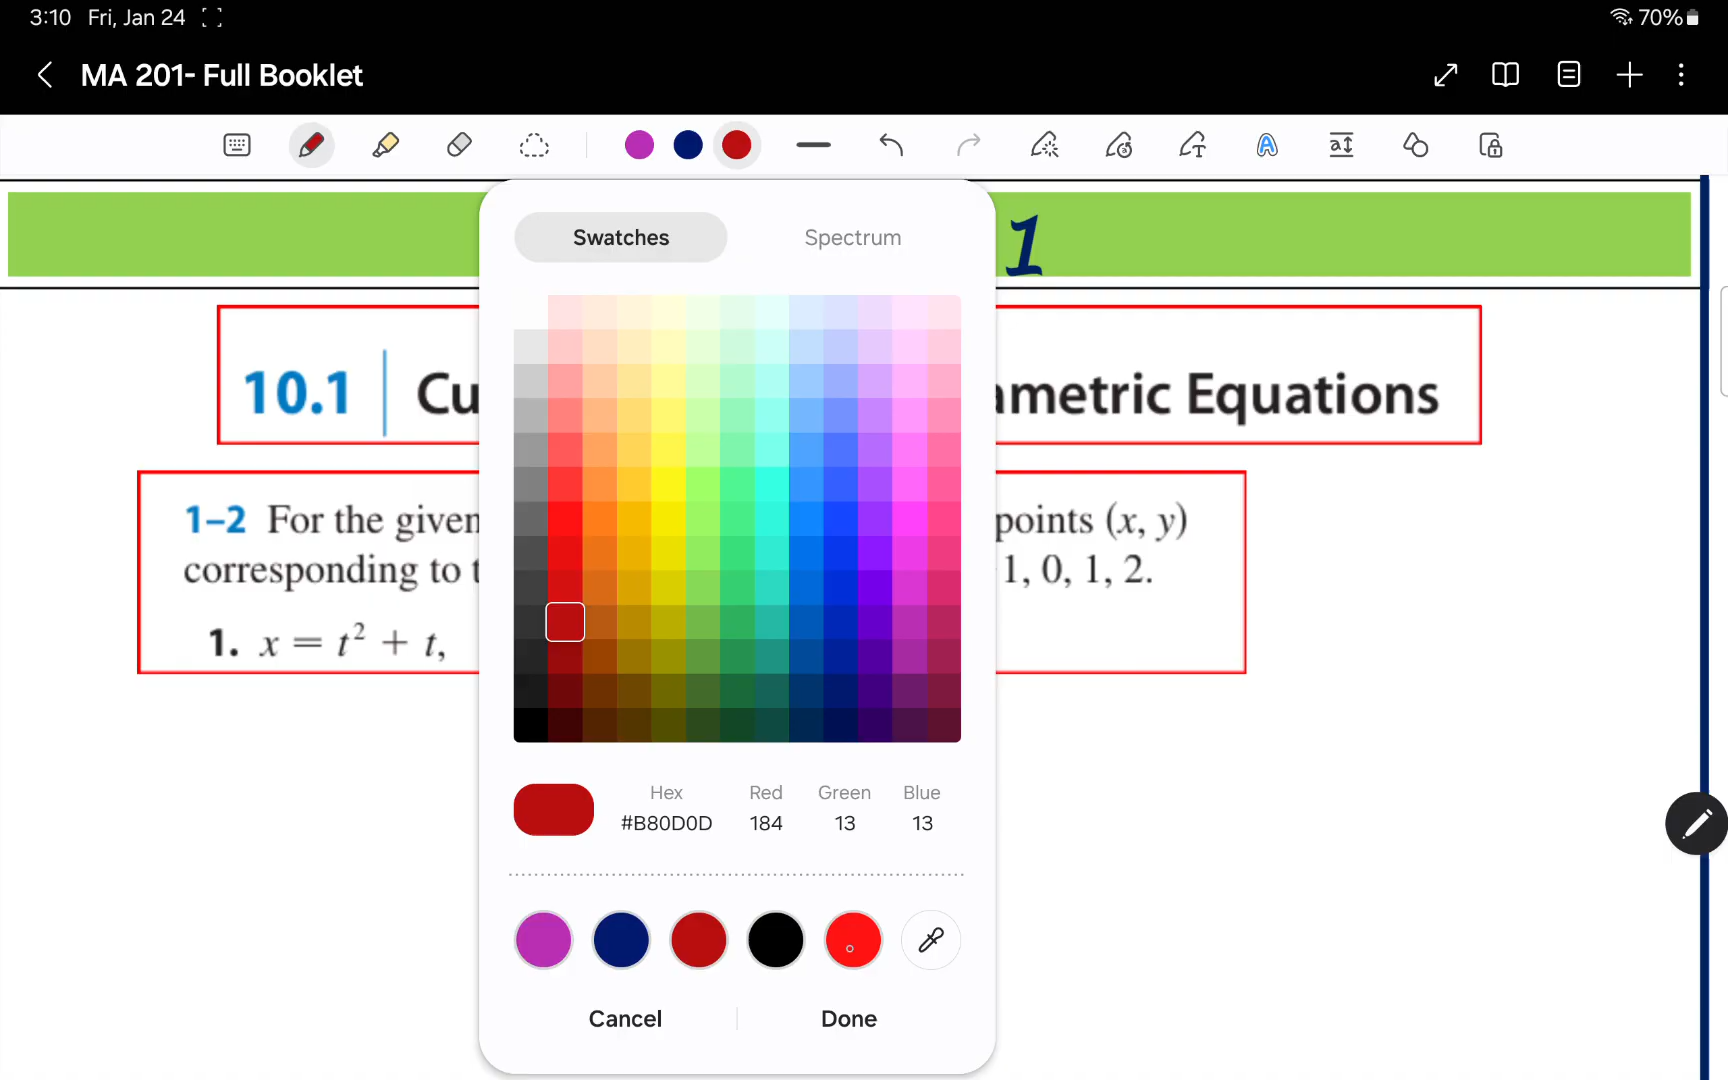 3:10 Fri, Jan 24 70%
MA 201- Full Booklet
A a
Swatches Spectrum 1
10.1 Cu ametric Equations
1–2 For the given points (x, y)
corresponding to t 1, 0, 1, 2.
1. x = t² + t,
Hex Red Green Blue
#B80D0D 184 13 13
Cancel Done